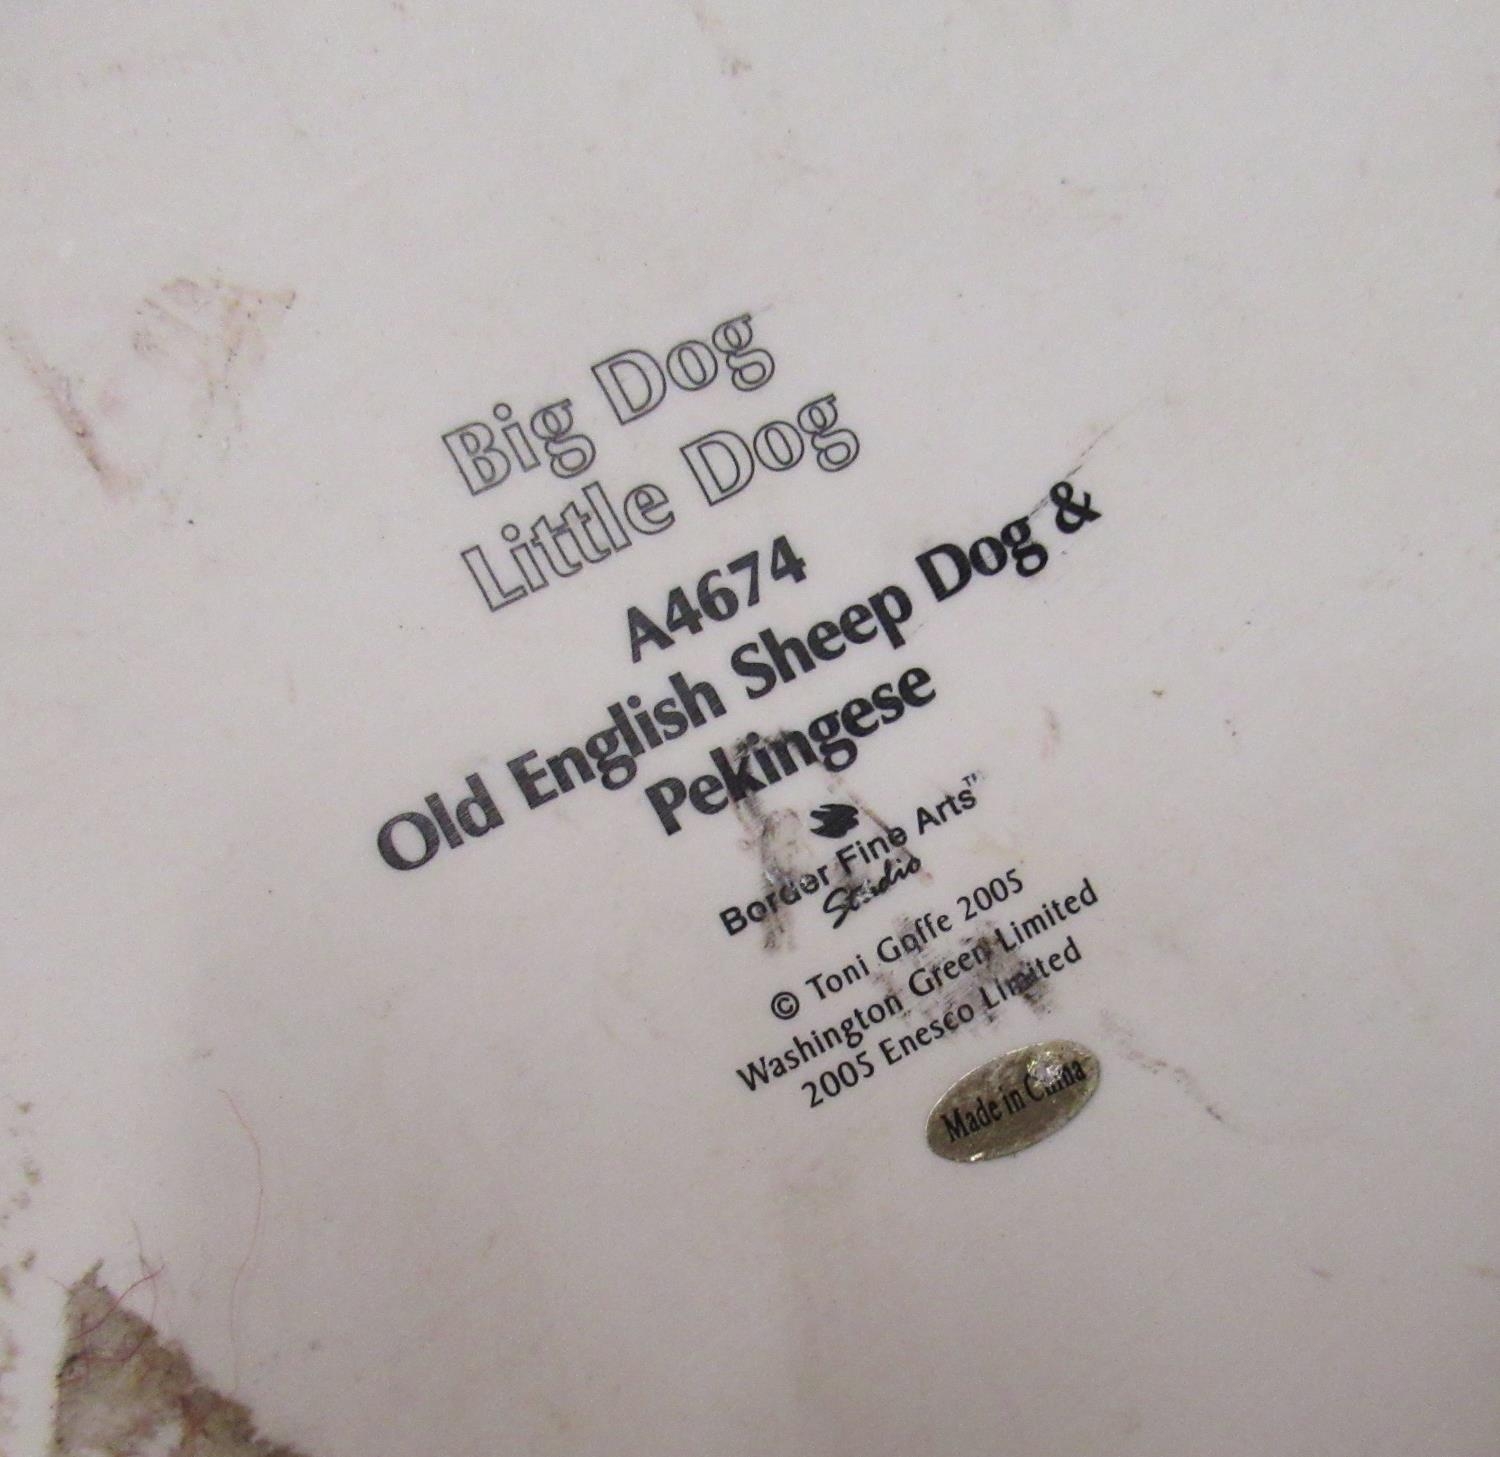 Big Dog
Little Dog
A4674
Old English Sheep Dog &
Pekingese
Border Fine Arts™
Studio
© Toni Goffe 2005
Washington Green Limited
2005 Enesco Limited
Made in China